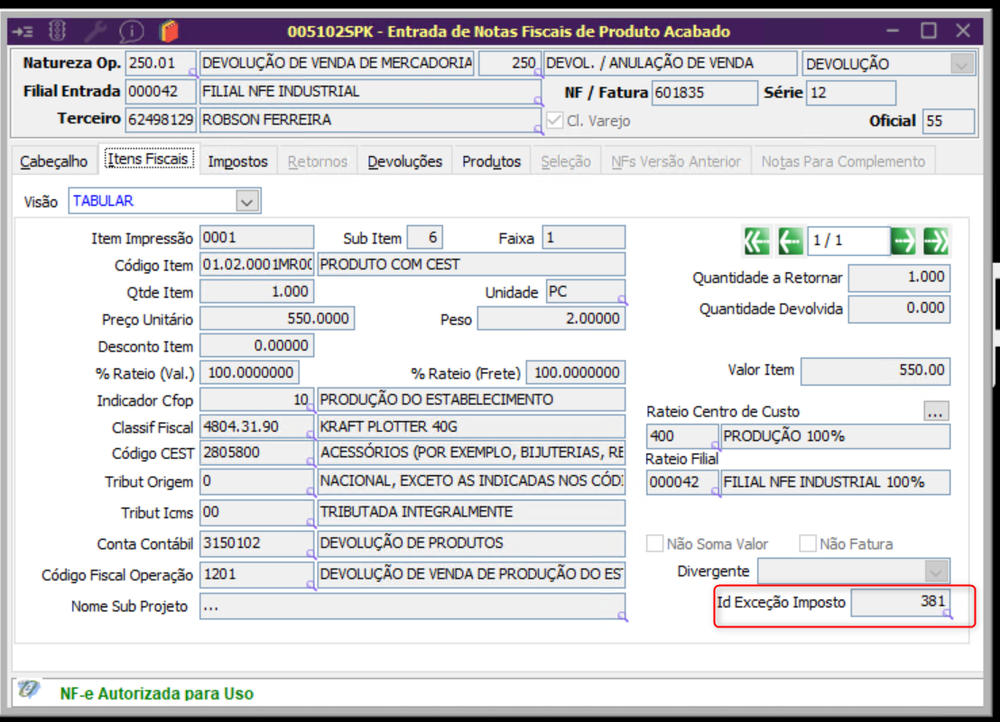 005102SPK - Entrada de Notas Fiscais de Produto Acabado
Natureza Op. 250.01 DEVOLUÇÃO DE VENDA DE MERCADORIA 250 DEVOL. / ANULAÇÃO DE VENDA DEVOLUÇÃO
Filial Entrada 000042 FILIAL NFE INDUSTRIAL NF / Fatura 601835 Série 12
Terceiro 62498129 ROBSON FERREIRA Cl. Varejo Oficial 55
Cabeçalho Itens Fiscais Impostos Retornos Devoluções Produtos Seleção NFs Versão Anterior Notas Para Complemento
Visão TABULAR
Item Impressão 0001 Sub Item 6 Faixa 1 1 / 1
Código Item 01.02.0001MR00 PRODUTO COM CEST
Quantidade a Retornar 1.000
Qtde Item 1.000 Unidade PC
Quantidade Devolvida 0.000
Preço Unitário 550.0000 Peso 2.00000
Desconto Item 0.00000
% Rateio (Val.) 100.0000000 % Rateio (Frete) 100.0000000 Valor Item 550.00
Indicador Cfop 10 PRODUÇÃO DO ESTABELECIMENTO
Rateio Centro de Custo ...
Classif Fiscal 4804.31.90 KRAFT PLOTTER 40G
400 PRODUÇÃO 100%
Código CEST 2805800 ACESSÓRIOS (POR EXEMPLO, BIJUTERIAS, RE
Rateio Filial
Tribut Origem 0 NACIONAL, EXCETO AS INDICADAS NOS CÓDI
000042 FILIAL NFE INDUSTRIAL 100%
Tribut Icms 00 TRIBUTADA INTEGRALMENTE
Conta Contábil 3150102 DEVOLUÇÃO DE PRODUTOS Não Soma Valor Não Fatura
Código Fiscal Operação 1201 DEVOLUÇÃO DE VENDA DE PRODUÇÃO DO EST Divergente
Nome Sub Projeto ... Id Exceção Imposto 381
NF-e Autorizada para Uso